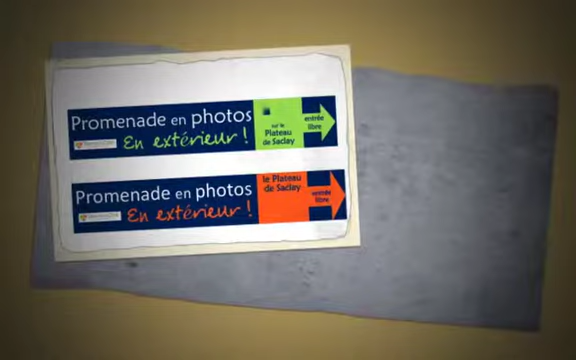 Promenade en photos
En extérieur !
sur le
Plateau
de Saclay
entrée
libre
Promenade en photos
En extérieur !
le Plateau
de Saclay
entrée
libre